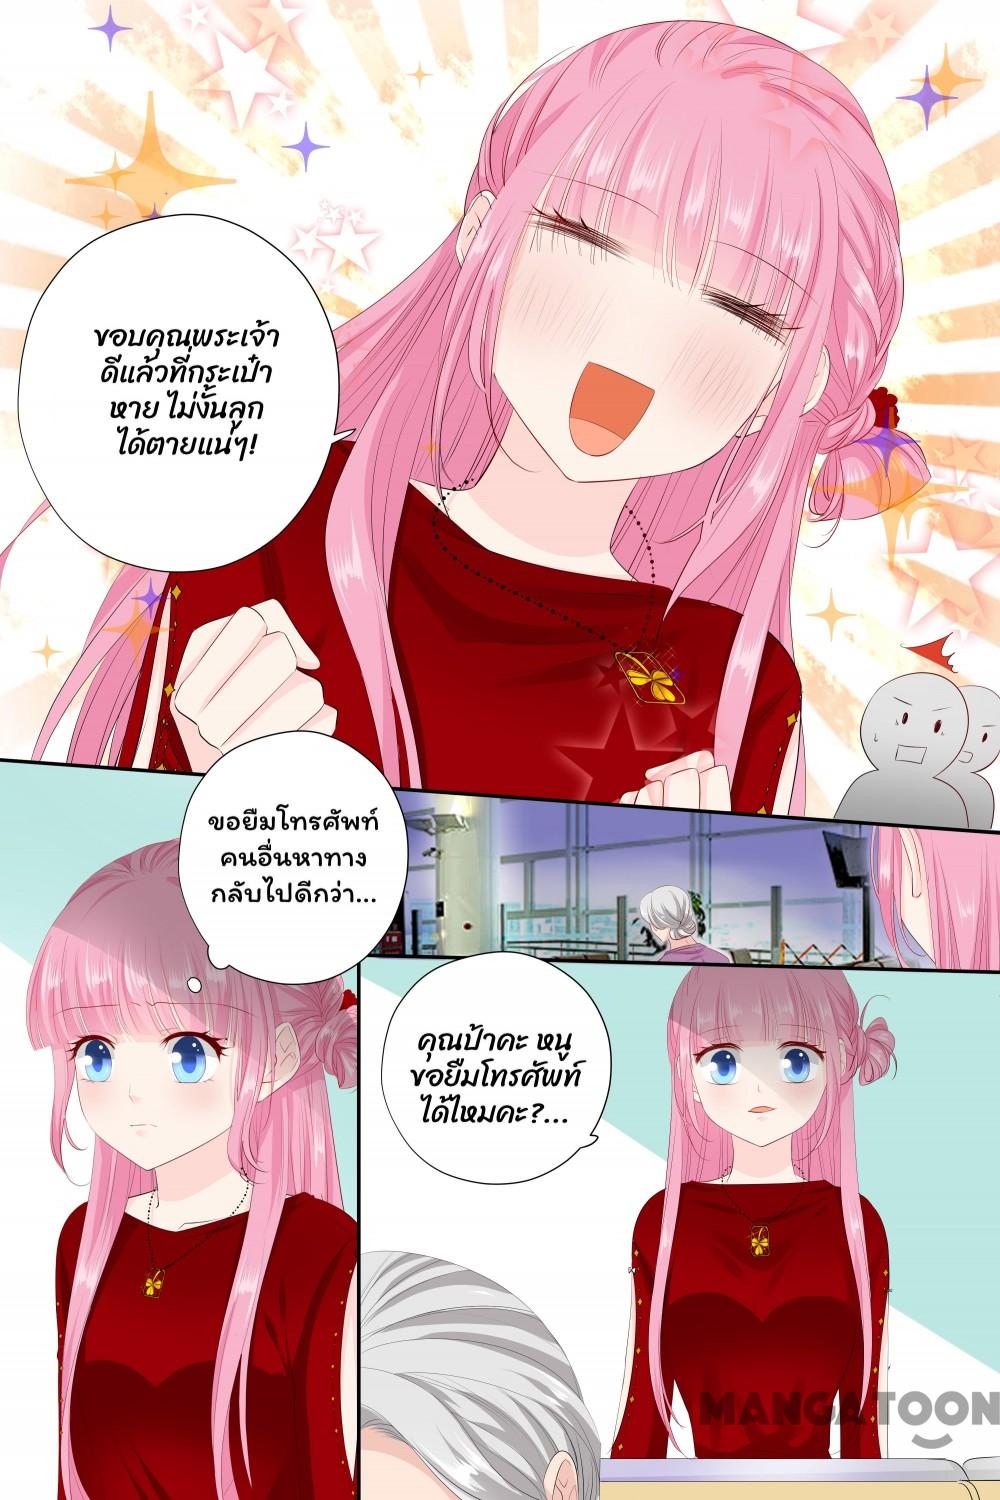 ขอบคุณพระเจ้า
ดีแล้วที่กระเป๋า
หาย ไม่งั้นลูก
ได้ตายแน่ๆ!
ขอยืมโทรศัพท์
คนอื่นหาทาง
กลับไปดีกว่า...
คุณป้าคะ หนู
ขอยืมโทรศัพท์
ได้ไหมคะ?...
MANGATOON